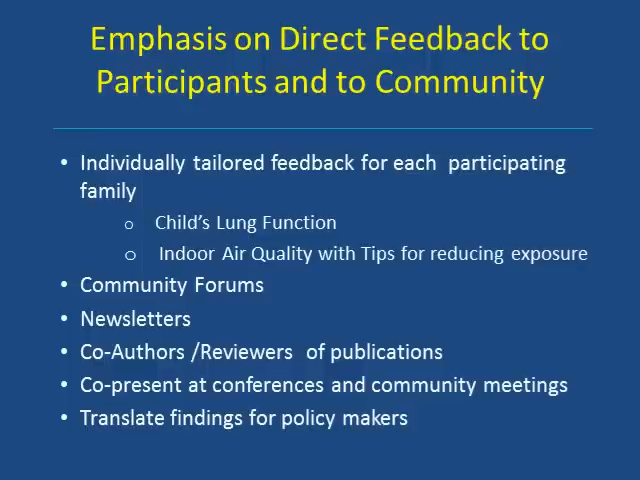 Emphasis on Direct Feedback to
Participants and to Community
• Individually tailored feedback for each participating
family
o Child's Lung Function
o Indoor Air Quality with Tips for reducing exposure
• Community Forums
• Newsletters
• Co-Authors /Reviewers of publications
• Co-present at conferences and community meetings
• Translate findings for policy makers